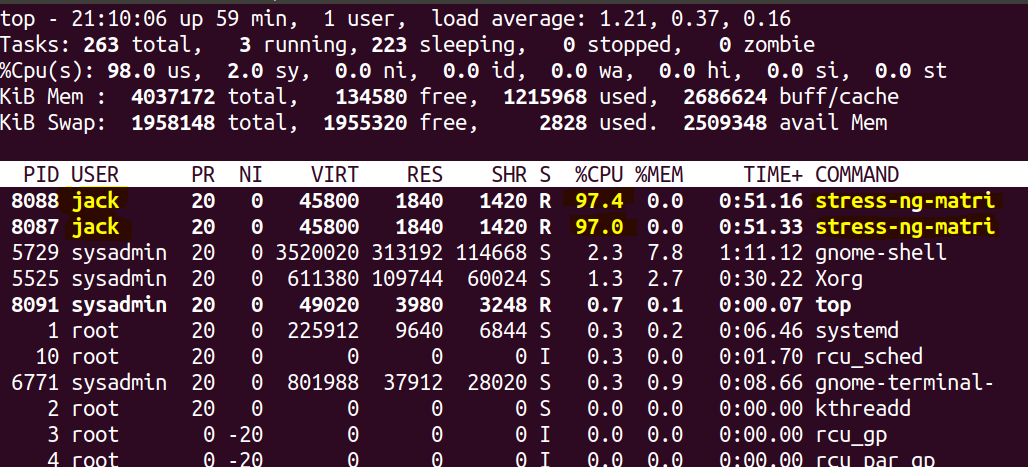 top - 21:10:06 up 59 min,  1 user,  load average: 1.21, 0.37, 0.16
Tasks: 263 total,   3 running, 223 sleeping,   0 stopped,   0 zombie
%Cpu(s): 98.0 us,  2.0 sy,  0.0 ni,  0.0 id,  0.0 wa,  0.0 hi,  0.0 si,  0.0 st
KiB Mem :  4037172 total,   134580 free,  1215968 used,  2686624 buff/cache
KiB Swap:  1958148 total,  1955320 free,     2828 used.  2509348 avail Mem
PID USER      PR  NI    VIRT    RES    SHR S  %CPU %MEM     TIME+ COMMAND
8088 jack      20   0   45800   1840   1420 R  97.4  0.0   0:51.16 stress-ng-matri
8087 jack      20   0   45800   1840   1420 R  97.0  0.0   0:51.33 stress-ng-matri
5729 sysadmin  20   0 3520020 313192 114668 S   2.3  7.8   1:11.12 gnome-shell
5525 sysadmin  20   0  611380 109744  60024 S   1.3  2.7   0:30.22 Xorg
8091 sysadmin  20   0   49020   3980   3248 R   0.7  0.1   0:00.07 top
1 root      20   0  225912   9640   6844 S   0.3  0.2   0:06.46 systemd
10 root      20   0       0      0      0 I   0.3  0.0   0:01.70 rcu_sched
6771 sysadmin  20   0  801988  37912  28020 S   0.3  0.9   0:08.66 gnome-terminal-
2 root      20   0       0      0      0 S   0.0  0.0   0:00.00 kthreadd
3 root       0 -20       0      0      0 I   0.0  0.0   0:00.00 rcu_gp
4 root       0 -20       0      0      0 I   0.0  0.0   0:00.00 rcu_par_gp